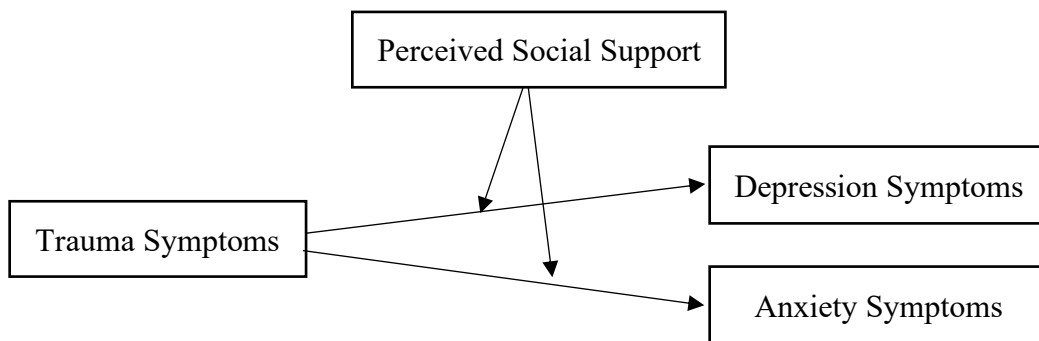 Perceived Social Support
Depression Symptoms
Trauma Symptoms
Anxiety Symptoms